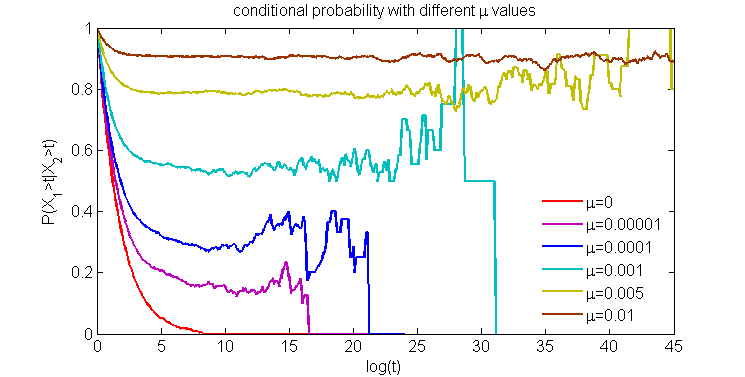 conditional probability with different μ values
1
0.8
0.6
0.4
0.2
0
P(X₁>t|X₂>t)
μ=0
μ=0.00001
μ=0.0001
μ=0.001
μ=0.005
μ=0.01
0 5 10 15 20 25 30 35 40 45
log(t)